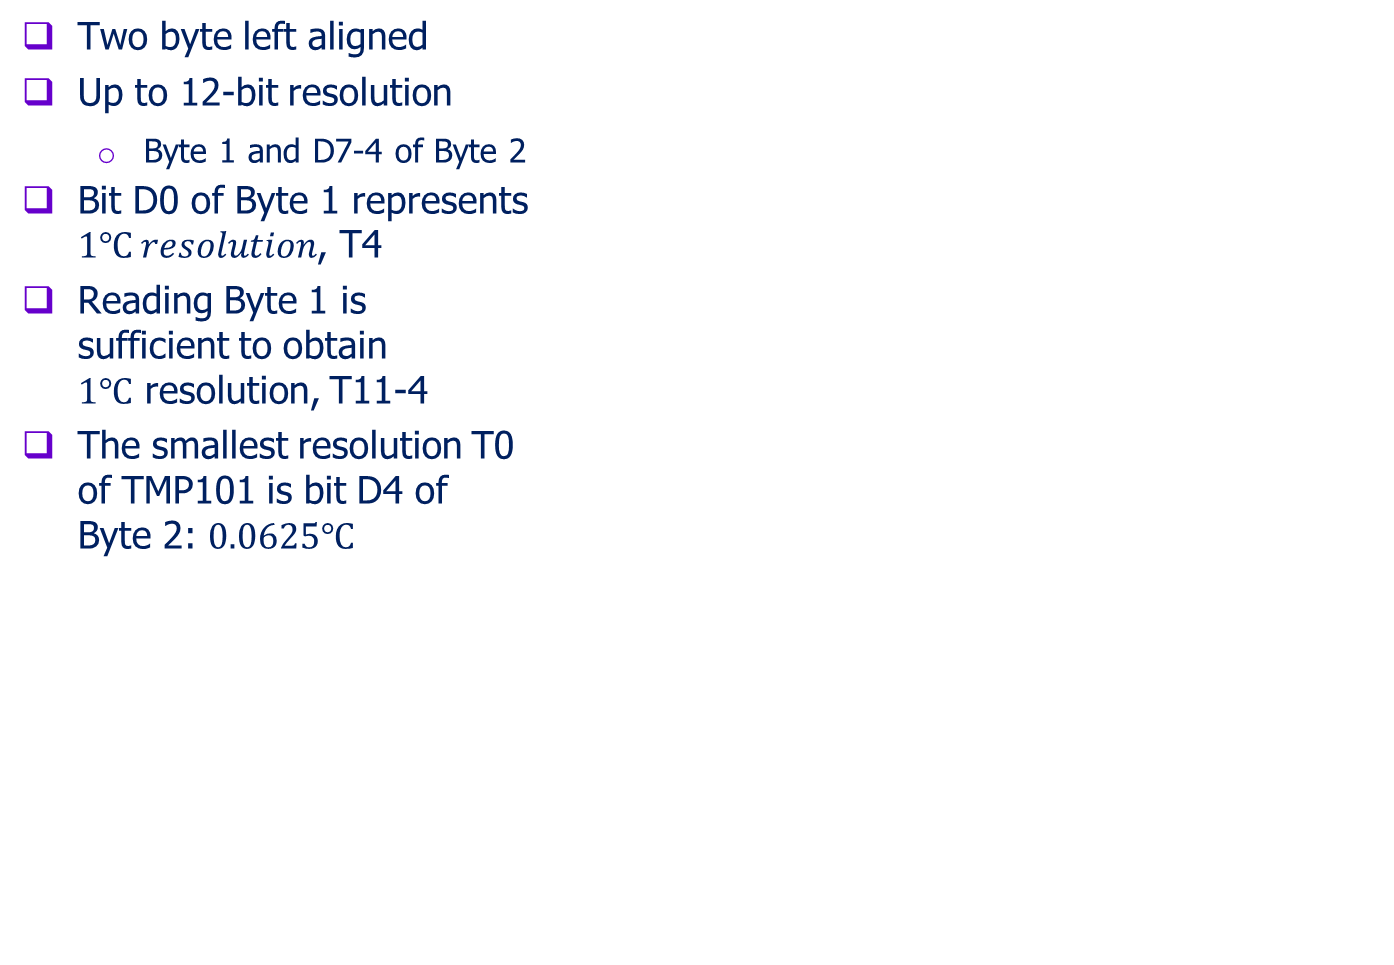 ❑ Two byte left aligned
❑ Up to 12-bit resolution
○ Byte 1 and D7-4 of Byte 2
❑ Bit D0 of Byte 1 represents
1℃ resolution, T4
❑ Reading Byte 1 is
sufficient to obtain
1℃ resolution, T11-4
❑ The smallest resolution T0
of TMP101 is bit D4 of
Byte 2: 0.0625℃